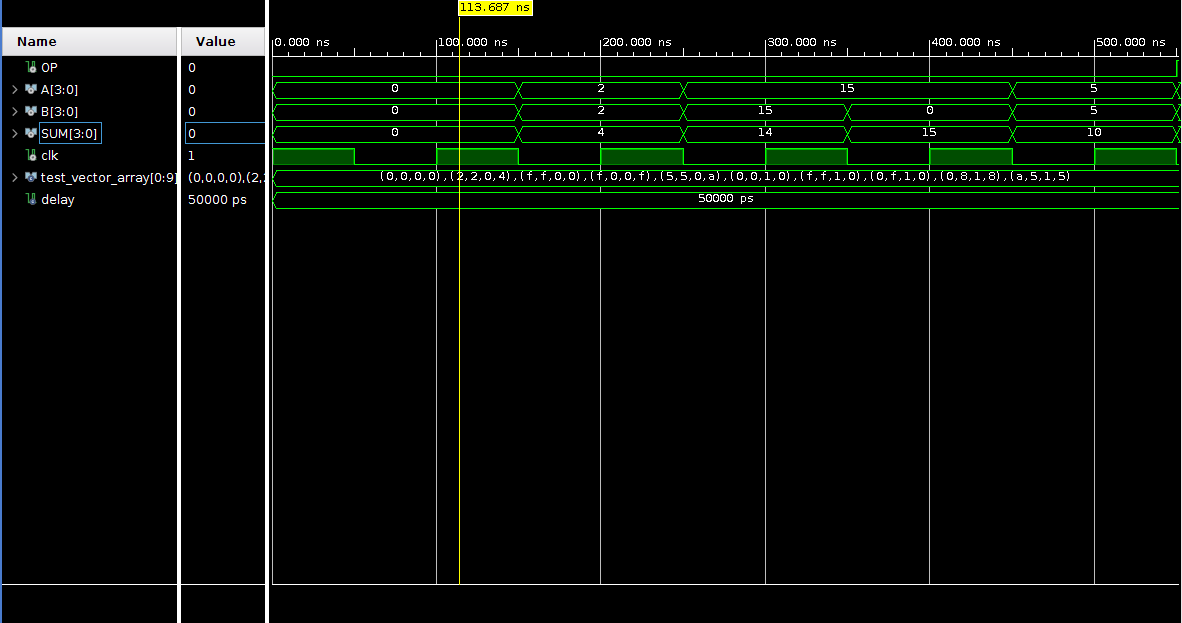 113.687 ns
Name Value 0.000 ns 100.000 ns 200.000 ns 300.000 ns 400.000 ns 500.000 ns
OP 0
A[3:0] 0 0 2 15 5
B[3:0] 0 0 2 15 0 5
SUM[3:0] 0 0 4 14 15 10
clk 1
test_vector_array[0:9] (0,0,0,0),(2,2 (0,0,0,0),(2,2,0,4),(f,f,0,0),(f,0,0,f),(5,5,0,a),(0,0,1,0),(f,f,1,0),(0,f,1,0),(0,8,1,8),(a,5,1,5)
delay 50000 ps 50000 ps